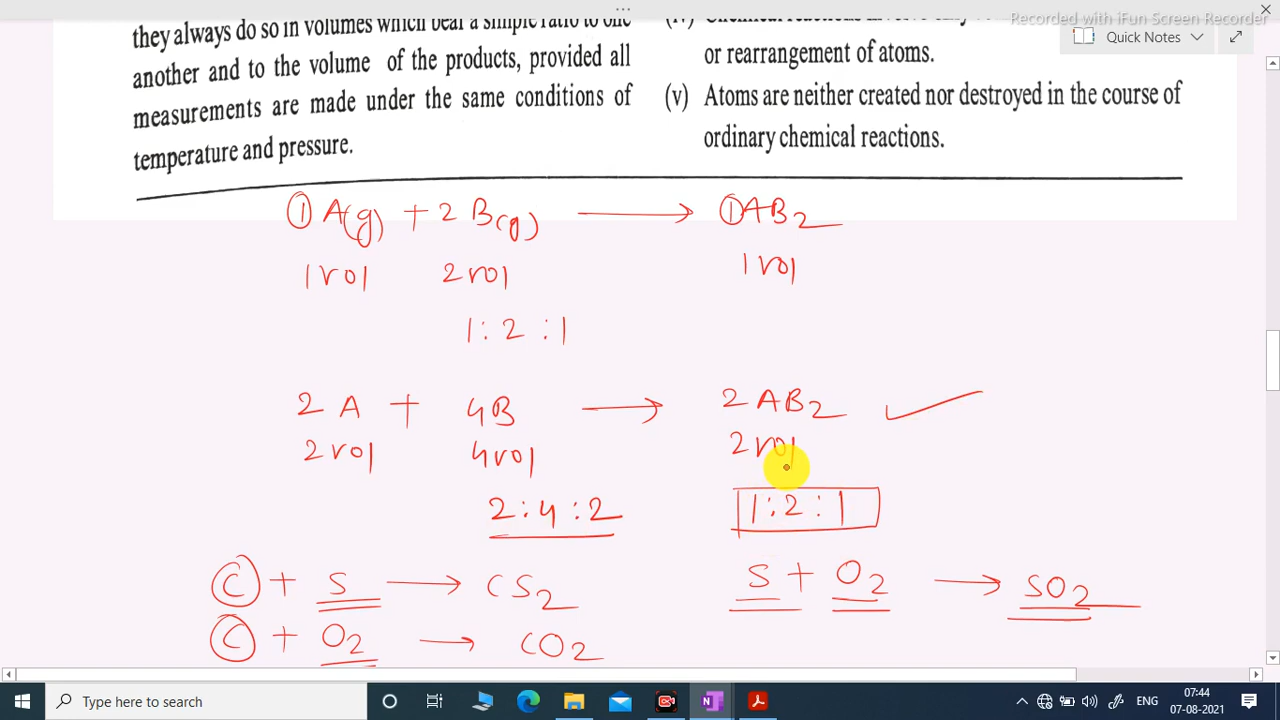 Recorded with iFun Screen Recorder
Quick Notes
they always do so in volumes which bear a simple ratio to one
another and to the volume of the products, provided all
measurements are made under the same conditions of
temperature and pressure.
or rearrangement of atoms.
(v) Atoms are neither created nor destroyed in the course of
ordinary chemical reactions.
① A(g) + 2 B(g) → ① AB2
1 vol 2 vol 1 vol
1 : 2 : 1
2 A + 4B → 2 AB2 ✓
2 vol 4 vol 2 vol
2 : 4 : 2 1 : 2 : 1
C + S → CS2 S + O2 → SO2
C + O2 → CO2
Type here to search
ENG
07:44
07-08-2021